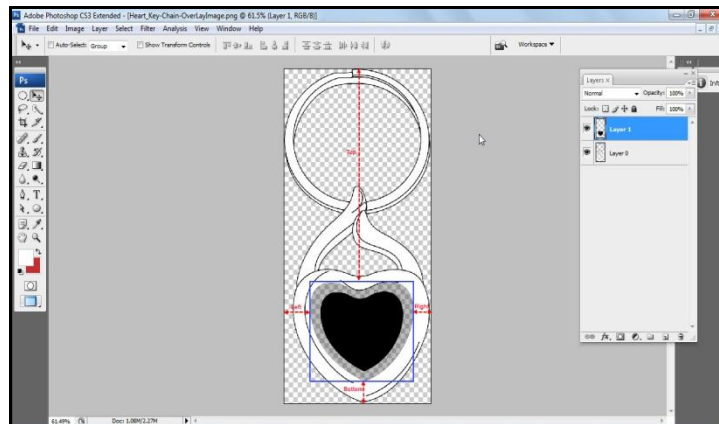 Adobe Photoshop CS3 Extended - [Heart_Key-Chain-OverLayImage.png @ 61.5% (Layer 1, RGB/8)]
File Edit Image Layer Select Filter Analysis View Window Help
Auto-Select: Group Show Transform Controls Workspace ▼
Ps
Layers ×
Normal Opacity: 100%
Lock: Fill: 100%
Layer 1
Layer 0
Top
Left
Right
Bottom
61.49% Doc: 1.08M/2.27M